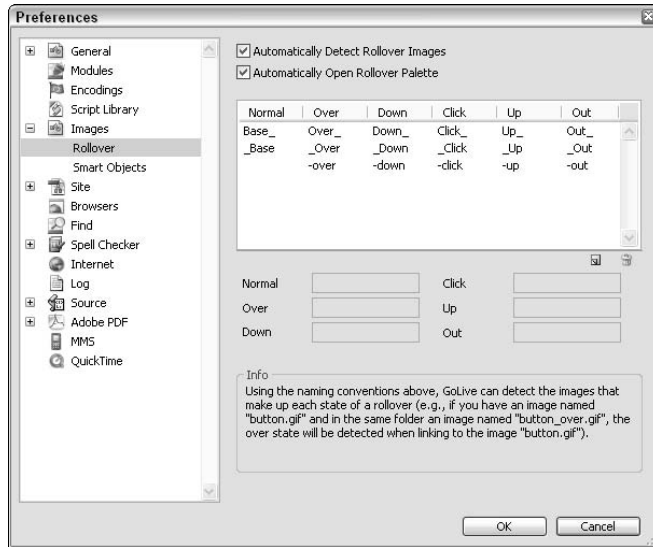 Preferences
General
Modules
Encodings
Script Library
Images
Rollover
Smart Objects
Site
Browsers
Find
Spell Checker
Internet
Log
Source
Adobe PDF
MMS
QuickTime
Automatically Detect Rollover Images
Automatically Open Rollover Palette
Normal Over Down Click Up Out
Base_ Over_ Down_ Click_ Up_ Out_
_Base _Over _Down _Click _Up _Out
-over -down -click -up -out
Normal Click
Over Up
Down Out
Info
Using the naming conventions above, GoLive can detect the images that
make up each state of a rollover (e.g., if you have an image named
"button.gif" and in the same folder an image named "button_over.gif", the
over state will be detected when linking to the image "button.gif").
OK Cancel